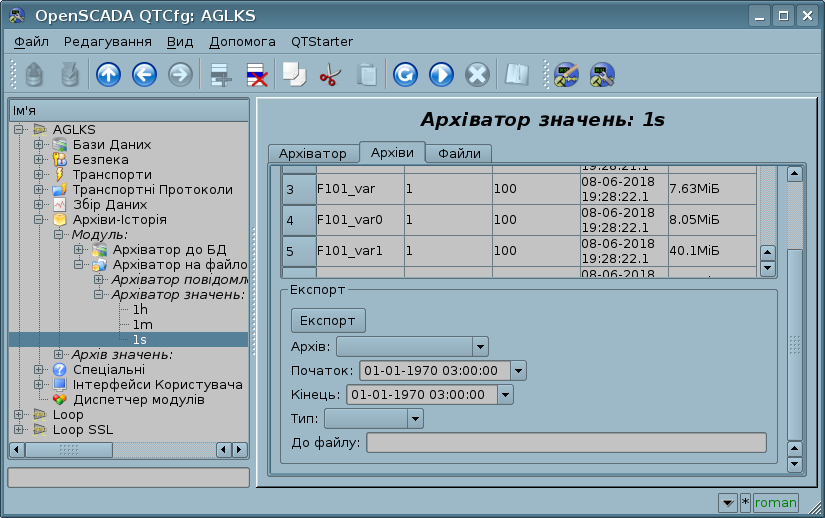 OpenSCADA QTCfg: AGLKS
Файл Редагування Вид Допомога QTStarter
Ім'я
AGLKS
Бази Даних
Безпека
Транспорти
Транспортні Протоколи
Збір Даних
Архіви-Історія
Модуль:
Архіватор до БД
Архіватор на файло
Архіватор повідомл
Архіватор значень:
1h
1m
1s
Архів значень:
Спеціальні
Інтерфейси Користувача
Диспетчер модулів
Loop
Loop SSL
Архіватор значень: 1s
Архіватор Архіви Файли
19:28:21.1
3 F101_var 1 100 08-06-2018 19:28:22.1 7.63МіБ
4 F101_var0 1 100 08-06-2018 19:28:22.1 8.05МіБ
5 F101_var1 1 100 08-06-2018 19:28:22.1 40.1МіБ
08-06-2018
Експорт
Експорт
Архів:
Початок: 01-01-1970 03:00:00
Кінець: 01-01-1970 03:00:00
Тип:
До файлу:
* roman